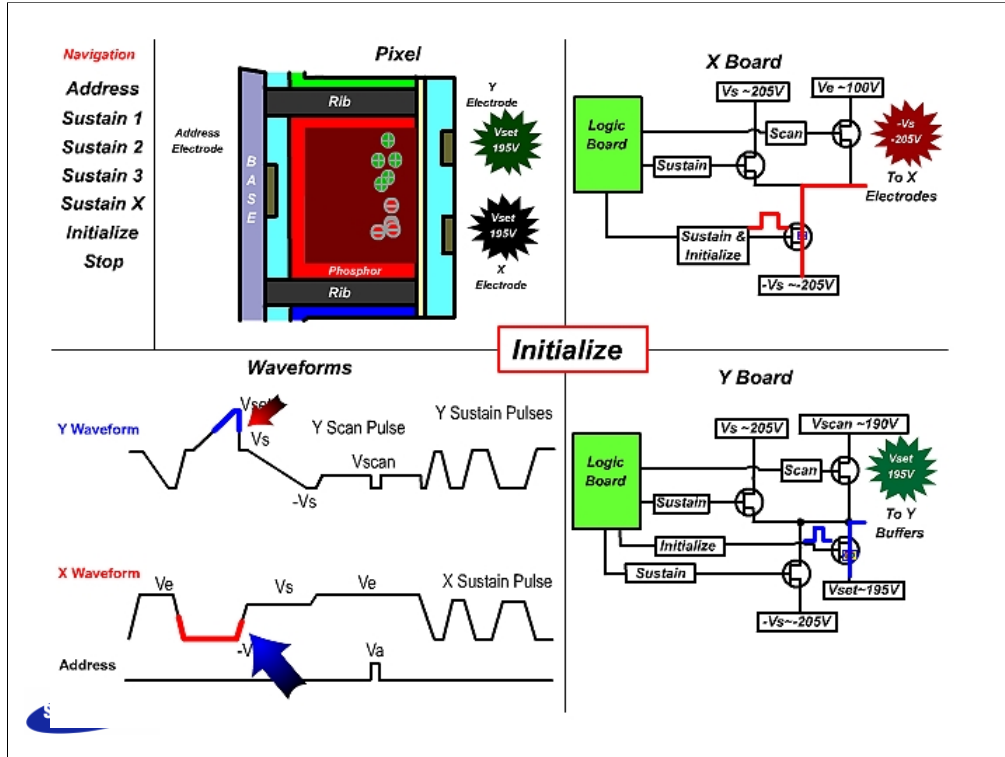 Navigation
Address
Sustain 1
Sustain 2
Sustain 3
Sustain X
Initialize
Stop
Pixel
Address
Electrode
BASE
Rib
Phosphor
Rib
Y
Electrode
Vset
195V
Vset
195V
X
Electrode
X Board
Vs ~205V
Ve ~100V
Logic
Board
Scan
Sustain
-Vs
-205V
To X
Electrodes
Sustain &
Initialize
-Vs ~-205V
Initialize
Waveforms
Y Waveform
Vset
Vs
Y Scan Pulse
Y Sustain Pulses
Vscan
-Vs
X Waveform
Ve
Vs
Ve
X Sustain Pulse
-V
Address
Va
Y Board
Vs ~205V
Vscan ~190V
Logic
Board
Scan
Vset
195V
Sustain
To Y
Buffers
Initialize
Sustain
Vset~195V
-Vs~-205V